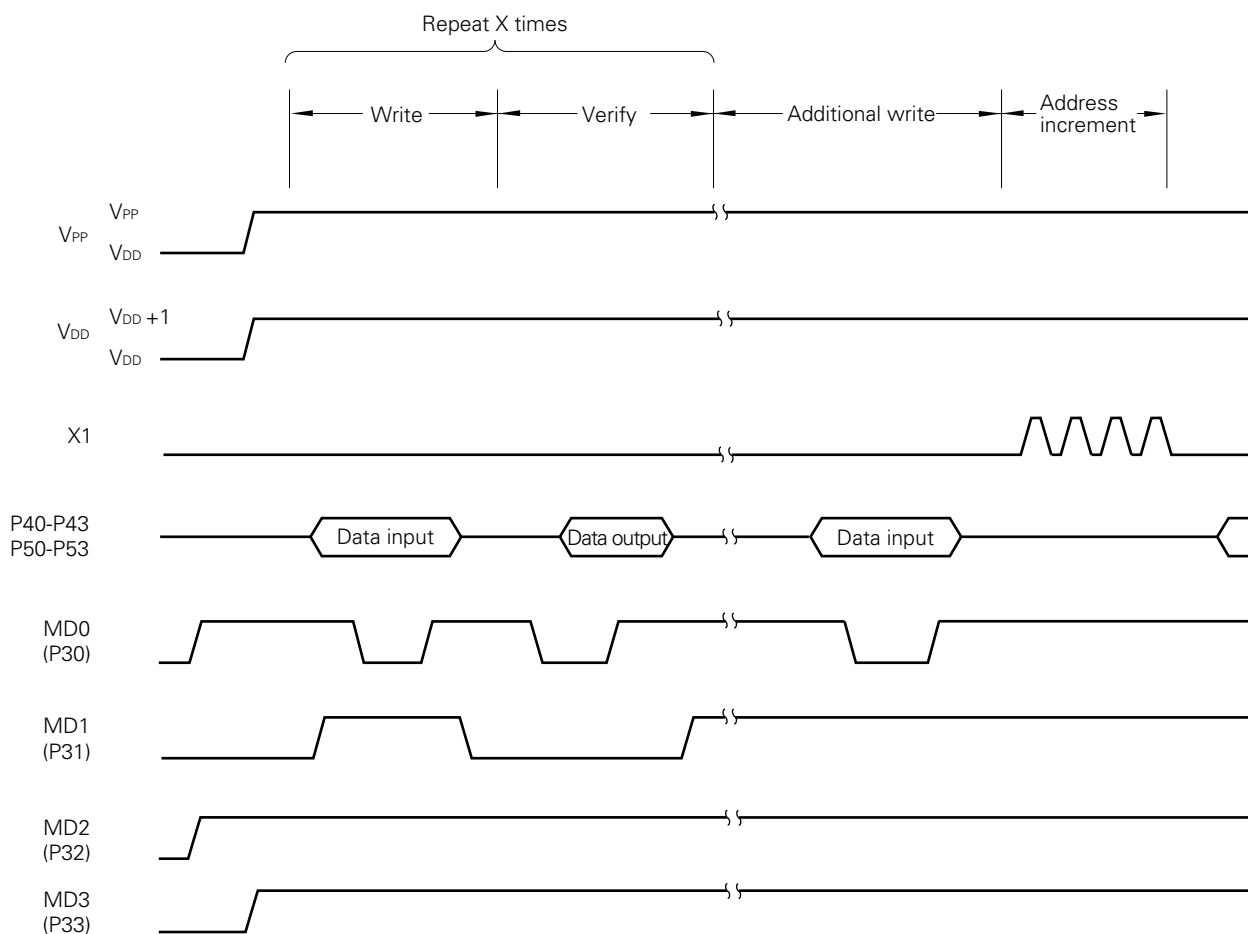 Repeat X times
Write
Verify
Additional write
Address
increment
VPP
VPP
VDD
VDD +1
VDD
VDD
X1
P40-P43
P50-P53
Data input
Data output
Data input
MD0
(P30)
MD1
(P31)
MD2
(P32)
MD3
(P33)